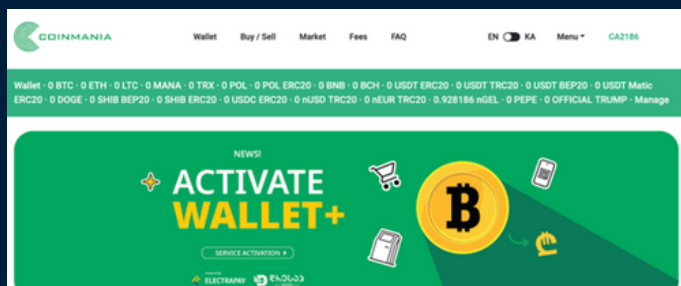 COINMANIA
Wallet Buy / Sell Market Fees FAQ EN KA Menu CA2186
Wallet · 0 BTC · 0 ETH · 0 LTC · 0 MANA · 0 TRX · 0 POL · 0 POL ERC20 · 0 BNB · 0 BCH · 0 USDT ERC20 · 0 USDT TRC20 · 0 USDT BEP20 · 0 USDT Matic
ERC20 · 0 DOGE · 0 SHIB BEP20 · 0 SHIB ERC20 · 0 USDC ERC20 · 0 nUSD TRC20 · 0 nEUR TRC20 · 0.928186 nGEL · 0 PEPE · 0 OFFICIAL TRUMP · Manage
NEWS!
ACTIVATE
WALLET+
SERVICE ACTIVATION
ELECTRAPAY